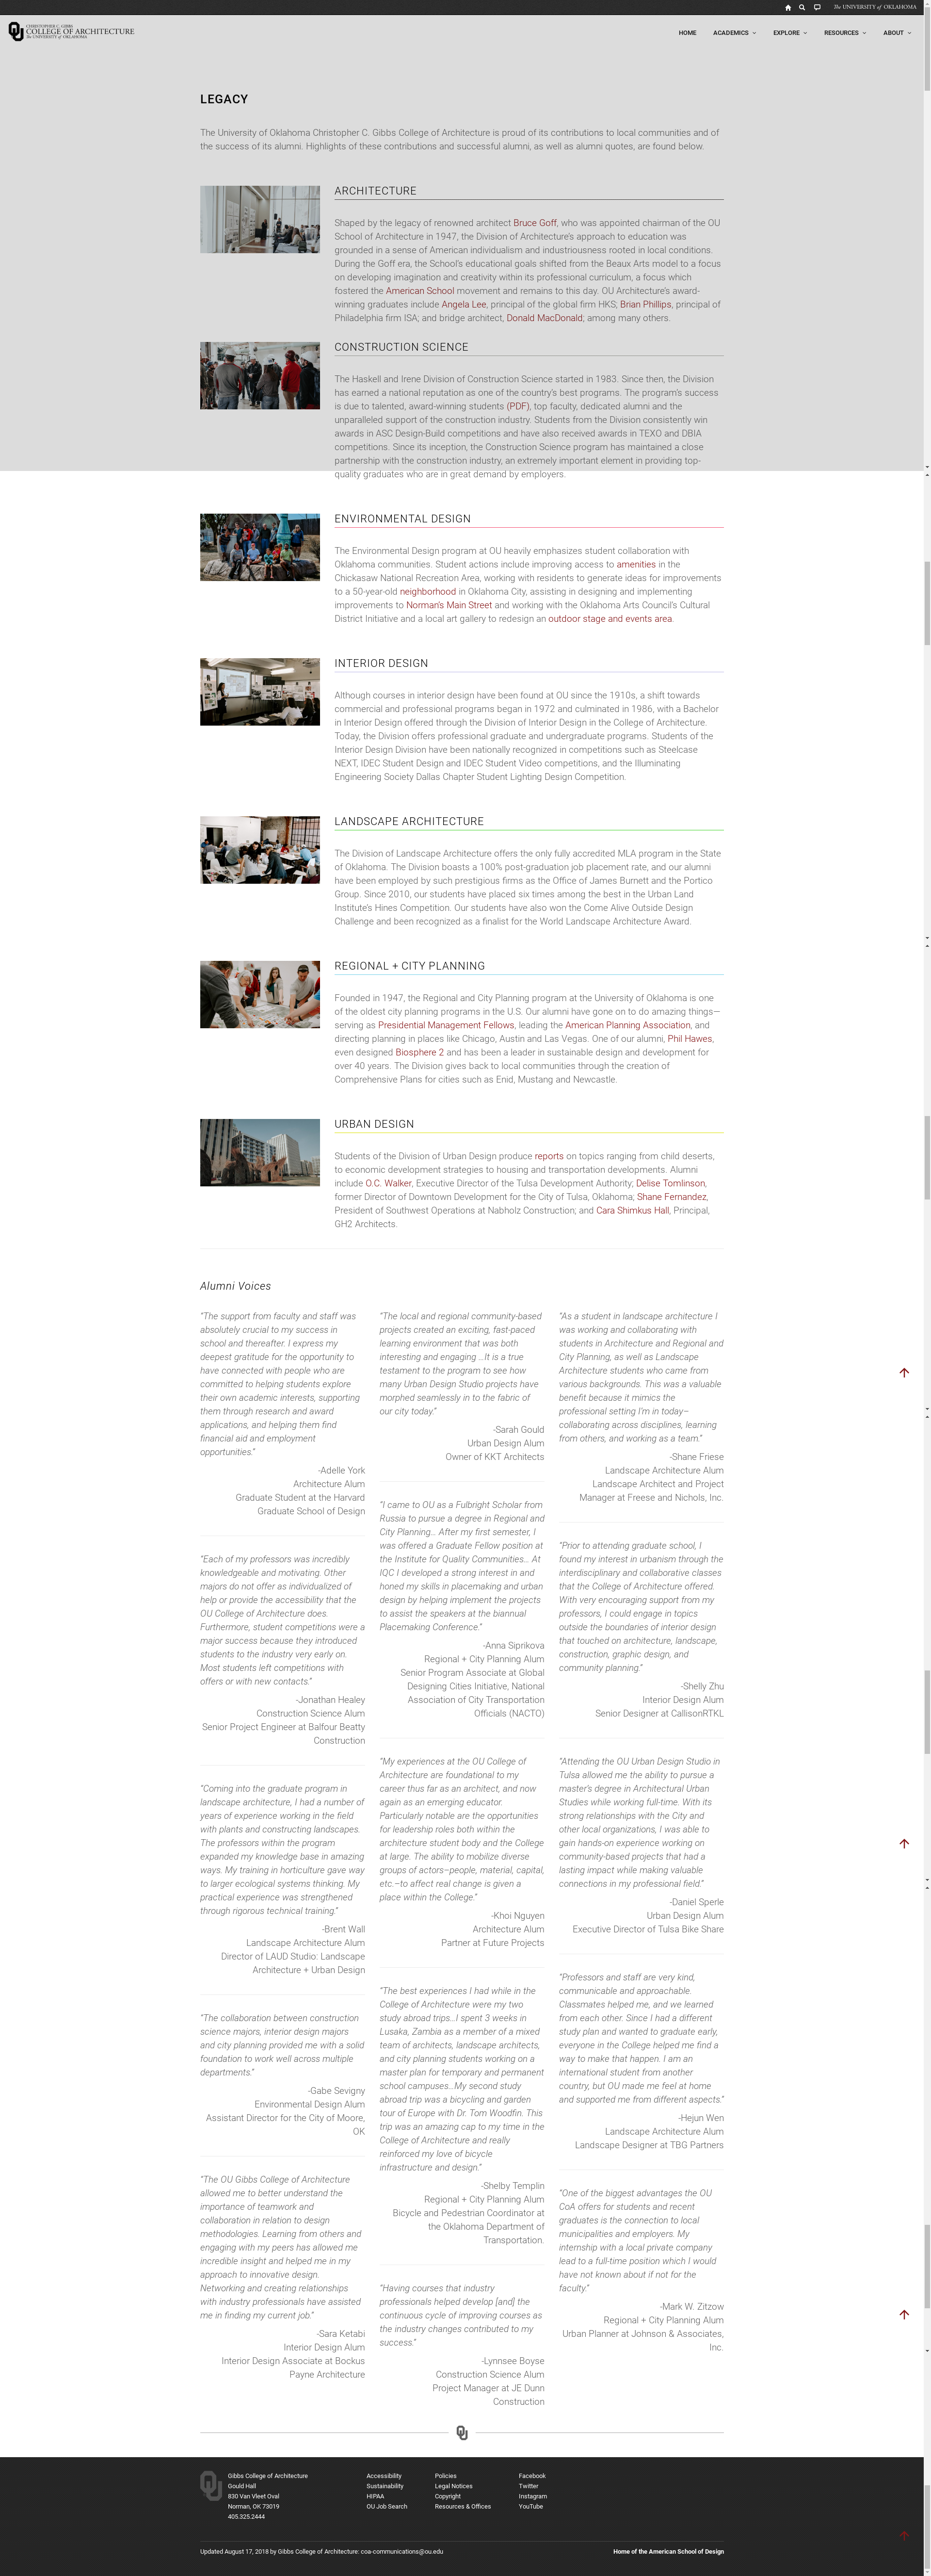 The UNIVERSITY of OKLAHOMA
CHRISTOPHER C. GIBBS
COLLEGE OF ARCHITECTURE
The UNIVERSITY of OKLAHOMA
HOME
ACADEMICS
EXPLORE
RESOURCES
ABOUT
LEGACY
The University of Oklahoma Christopher C. Gibbs College of Architecture is proud of its contributions to local communities and of
the success of its alumni. Highlights of these contributions and successful alumni, as well as alumni quotes, are found below.
ARCHITECTURE
Shaped by the legacy of renowned architect Bruce Goff, who was appointed chairman of the OU
School of Architecture in 1947, the Division of Architecture's approach to education was
grounded in a sense of American individualism and industriousness rooted in local conditions.
During the Goff era, the School's educational goals shifted from the Beaux Arts model to a focus
on developing imagination and creativity within its professional curriculum, a focus which
fostered the American School movement and remains to this day. OU Architecture's award-
winning graduates include Angela Lee, principal of the global firm HKS; Brian Phillips, principal of
Philadelphia firm ISA; and bridge architect, Donald MacDonald; among many others.
CONSTRUCTION SCIENCE
The Haskell and Irene Division of Construction Science started in 1983. Since then, the Division
has earned a national reputation as one of the country's best programs. The program's success
is due to talented, award-winning students (PDF), top faculty, dedicated alumni and the
unparalleled support of the construction industry. Students from the Division consistently win
awards in ASC Design-Build competitions and have also received awards in TEXO and DBIA
competitions. Since its inception, the Construction Science program has maintained a close
partnership with the construction industry, an extremely important element in providing top-
quality graduates who are in great demand by employers.
ENVIRONMENTAL DESIGN
The Environmental Design program at OU heavily emphasizes student collaboration with
Oklahoma communities. Student actions include improving access to amenities in the
Chickasaw National Recreation Area, working with residents to generate ideas for improvements
to a 50-year-old neighborhood in Oklahoma City, assisting in designing and implementing
improvements to Norman's Main Street and working with the Oklahoma Arts Council's Cultural
District Initiative and a local art gallery to redesign an outdoor stage and events area.
INTERIOR DESIGN
Although courses in interior design have been found at OU since the 1910s, a shift towards
commercial and professional programs began in 1972 and culminated in 1986, with a Bachelor
in Interior Design offered through the Division of Interior Design in the College of Architecture.
Today, the Division offers professional graduate and undergraduate programs. Students of the
Interior Design Division have been nationally recognized in competitions such as Steelcase
NEXT, IDEC Student Design and IDEC Student Video competitions, and the Illuminating
Engineering Society Dallas Chapter Student Lighting Design Competition.
LANDSCAPE ARCHITECTURE
The Division of Landscape Architecture offers the only fully accredited MLA program in the State
of Oklahoma. The Division boasts a 100% post-graduation job placement rate, and our alumni
have been employed by such prestigious firms as the Office of James Burnett and the Portico
Group. Since 2010, our students have placed six times among the best in the Urban Land
Institute's Hines Competition. Our students have also won the Come Alive Outside Design
Challenge and been recognized as a finalist for the World Landscape Architecture Award.
REGIONAL + CITY PLANNING
Founded in 1947, the Regional and City Planning program at the University of Oklahoma is one
of the oldest city planning programs in the U.S. Our alumni have gone on to do amazing things—
serving as Presidential Management Fellows, leading the American Planning Association, and
directing planning in places like Chicago, Austin and Las Vegas. One of our alumni, Phil Hawes,
even designed Biosphere 2 and has been a leader in sustainable design and development for
over 40 years. The Division gives back to local communities through the creation of
Comprehensive Plans for cities such as Enid, Mustang and Newcastle.
URBAN DESIGN
Students of the Division of Urban Design produce reports on topics ranging from child deserts,
to economic development strategies to housing and transportation developments. Alumni
include O.C. Walker, Executive Director of the Tulsa Development Authority; Delise Tomlinson,
former Director of Downtown Development for the City of Tulsa, Oklahoma; Shane Fernandez,
President of Southwest Operations at Nabholz Construction; and Cara Shimkus Hall, Principal,
GH2 Architects.
Alumni Voices
“The support from faculty and staff was
absolutely crucial to my success in
school and thereafter. I express my
deepest gratitude for the opportunity to
have connected with people who are
committed to helping students explore
their own academic interests, supporting
them through research and award
applications, and helping them find
financial aid and employment
opportunities.”
-Adelle York
Architecture Alum
Graduate Student at the Harvard
Graduate School of Design
“Each of my professors was incredibly
knowledgeable and motivating. Other
majors do not offer as individualized of
help or provide the accessibility that the
OU College of Architecture does.
Furthermore, student competitions were a
major success because they introduced
students to the industry very early on.
Most students left competitions with
offers or with new contacts.”
-Jonathan Healey
Construction Science Alum
Senior Project Engineer at Balfour Beatty
Construction
“Coming into the graduate program in
landscape architecture, I had a number of
years of experience working in the field
with plants and constructing landscapes.
The professors within the program
expanded my knowledge base in amazing
ways. My training in horticulture gave way
to larger ecological systems thinking. My
practical experience was strengthened
through rigorous technical training.”
-Brent Wall
Landscape Architecture Alum
Director of LAUD Studio: Landscape
Architecture + Urban Design
“The collaboration between construction
science majors, interior design majors
and city planning provided me with a solid
foundation to work well across multiple
departments.”
-Gabe Sevigny
Environmental Design Alum
Assistant Director for the City of Moore,
OK
“The OU Gibbs College of Architecture
allowed me to better understand the
importance of teamwork and
collaboration in relation to design
methodologies. Learning from others and
engaging with my peers has allowed me
incredible insight and helped me in my
approach to innovative design.
Networking and creating relationships
with industry professionals have assisted
me in finding my current job.”
-Sara Ketabi
Interior Design Alum
Interior Design Associate at Bockus
Payne Architecture
“The local and regional community-based
projects created an exciting, fast-paced
learning environment that was both
interesting and engaging …It is a true
testament to the program to see how
many Urban Design Studio projects have
morphed seamlessly in to the fabric of
our city today.”
-Sarah Gould
Urban Design Alum
Owner of KKT Architects
“I came to OU as a Fulbright Scholar from
Russia to pursue a degree in Regional and
City Planning… After my first semester, I
was offered a Graduate Fellow position at
the Institute for Quality Communities… At
IQC I developed a strong interest in and
honed my skills in placemaking and urban
design by helping implement the projects
to assist the speakers at the biannual
Placemaking Conference.”
-Anna Siprikova
Regional + City Planning Alum
Senior Program Associate at Global
Designing Cities Initiative, National
Association of City Transportation
Officials (NACTO)
“My experiences at the OU College of
Architecture are foundational to my
career thus far as an architect, and now
again as an emerging educator.
Particularly notable are the opportunities
for leadership roles both within the
architecture student body and the College
at large. The ability to mobilize diverse
groups of actors–people, material, capital,
etc.–to affect real change is given a
place within the College.”
-Khoi Nguyen
Architecture Alum
Partner at Future Projects
“The best experiences I had while in the
College of Architecture were my two
study abroad trips…I spent 3 weeks in
Lusaka, Zambia as a member of a mixed
team of architects, landscape architects,
and city planning students working on a
master plan for temporary and permanent
school campuses…My second study
abroad trip was a bicycling and garden
tour of Europe with Dr. Tom Woodfin. This
trip was an amazing cap to my time in the
College of Architecture and really
reinforced my love of bicycle
infrastructure and design.”
-Shelby Templin
Regional + City Planning Alum
Bicycle and Pedestrian Coordinator at
the Oklahoma Department of
Transportation.
“Having courses that industry
professionals helped develop [and] the
continuous cycle of improving courses as
the industry changes contributed to my
success.”
-Lynnsee Boyse
Construction Science Alum
Project Manager at JE Dunn
Construction
“As a student in landscape architecture I
was working and collaborating with
students in Architecture and Regional and
City Planning, as well as Landscape
Architecture students who came from
various backgrounds. This was a valuable
benefit because it mimics the
professional setting I'm in today–
collaborating across disciplines, learning
from others, and working as a team.”
-Shane Friese
Landscape Architecture Alum
Landscape Architect and Project
Manager at Freese and Nichols, Inc.
“Prior to attending graduate school, I
found my interest in urbanism through the
interdisciplinary and collaborative classes
that the College of Architecture offered.
With very encouraging support from my
professors, I could engage in topics
outside the boundaries of interior design
that touched on architecture, landscape,
construction, graphic design, and
community planning.”
-Shelly Zhu
Interior Design Alum
Senior Designer at CallisonRTKL
“Attending the OU Urban Design Studio in
Tulsa allowed me the ability to pursue a
master's degree in Architectural Urban
Studies while working full-time. With its
strong relationships with the City and
other local organizations, I was able to
gain hands-on experience working on
community-based projects that had a
lasting impact while making valuable
connections in my professional field.”
-Daniel Sperle
Urban Design Alum
Executive Director of Tulsa Bike Share
“Professors and staff are very kind,
communicable and approachable.
Classmates helped me, and we learned
from each other. Since I had a different
study plan and wanted to graduate early,
everyone in the College helped me find a
way to make that happen. I am an
international student from another
country, but OU made me feel at home
and supported me from different aspects.”
-Hejun Wen
Landscape Architecture Alum
Landscape Designer at TBG Partners
“One of the biggest advantages the OU
CoA offers for students and recent
graduates is the connection to local
municipalities and employers. My
internship with a local private company
lead to a full-time position which I would
have not known about if not for the
faculty.”
-Mark W. Zitzow
Regional + City Planning Alum
Urban Planner at Johnson & Associates,
Inc.
Gibbs College of Architecture
Gould Hall
830 Van Vleet Oval
Norman, OK 73019
405.325.2444
Accessibility
Sustainability
HIPAA
OU Job Search
Policies
Legal Notices
Copyright
Resources & Offices
Facebook
Twitter
Instagram
YouTube
Updated August 17, 2018 by Gibbs College of Architecture: coa-communications@ou.edu
Home of the American School of Design